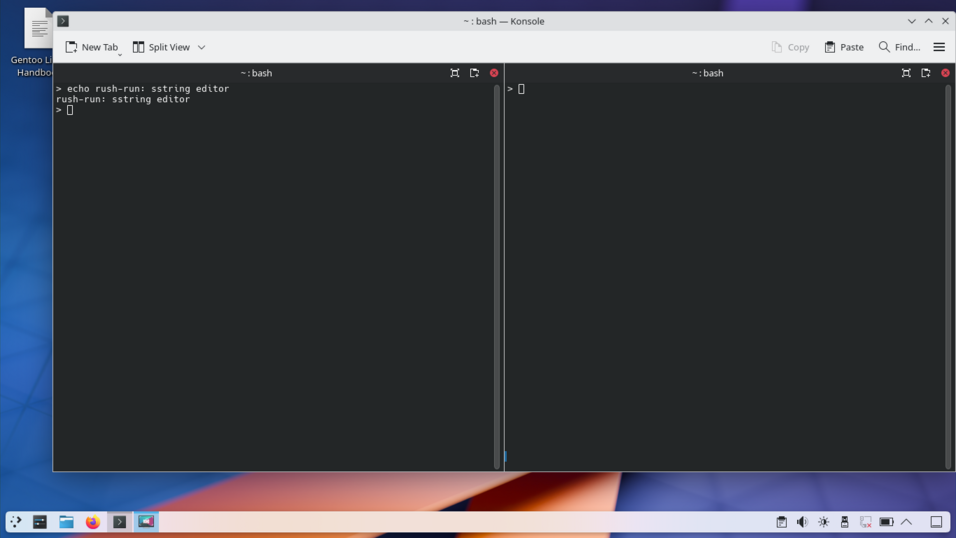 ~ : bash — Konsole
New Tab
Split View
Copy
Paste
Find...
~ : bash
~ : bash
> echo rush-run: sstring editor
rush-run: sstring editor
>
>
Gentoo Li
Handboo